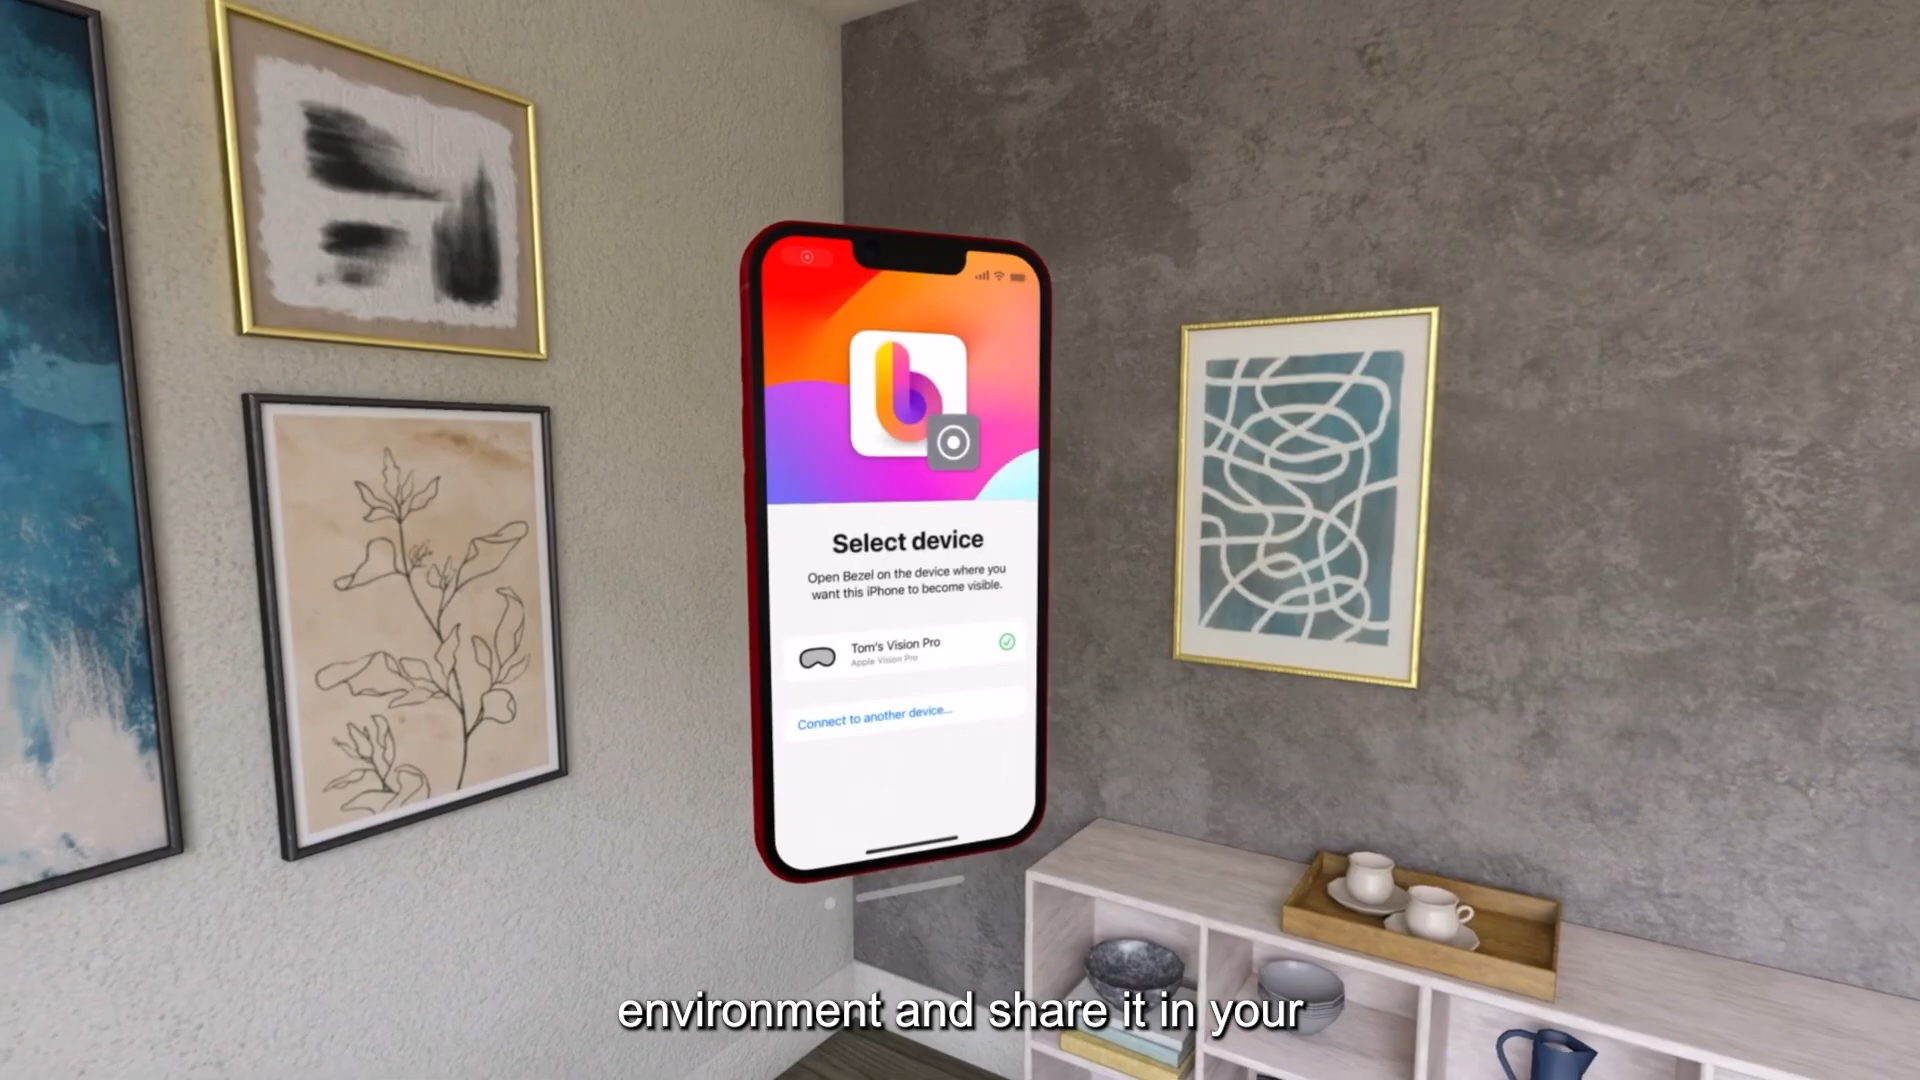 Select device
Open Bezel on the device where you
want this iPhone to become visible.
Tom's Vision Pro
Apple Vision Pro
Connect to another device...
environment and share it in your